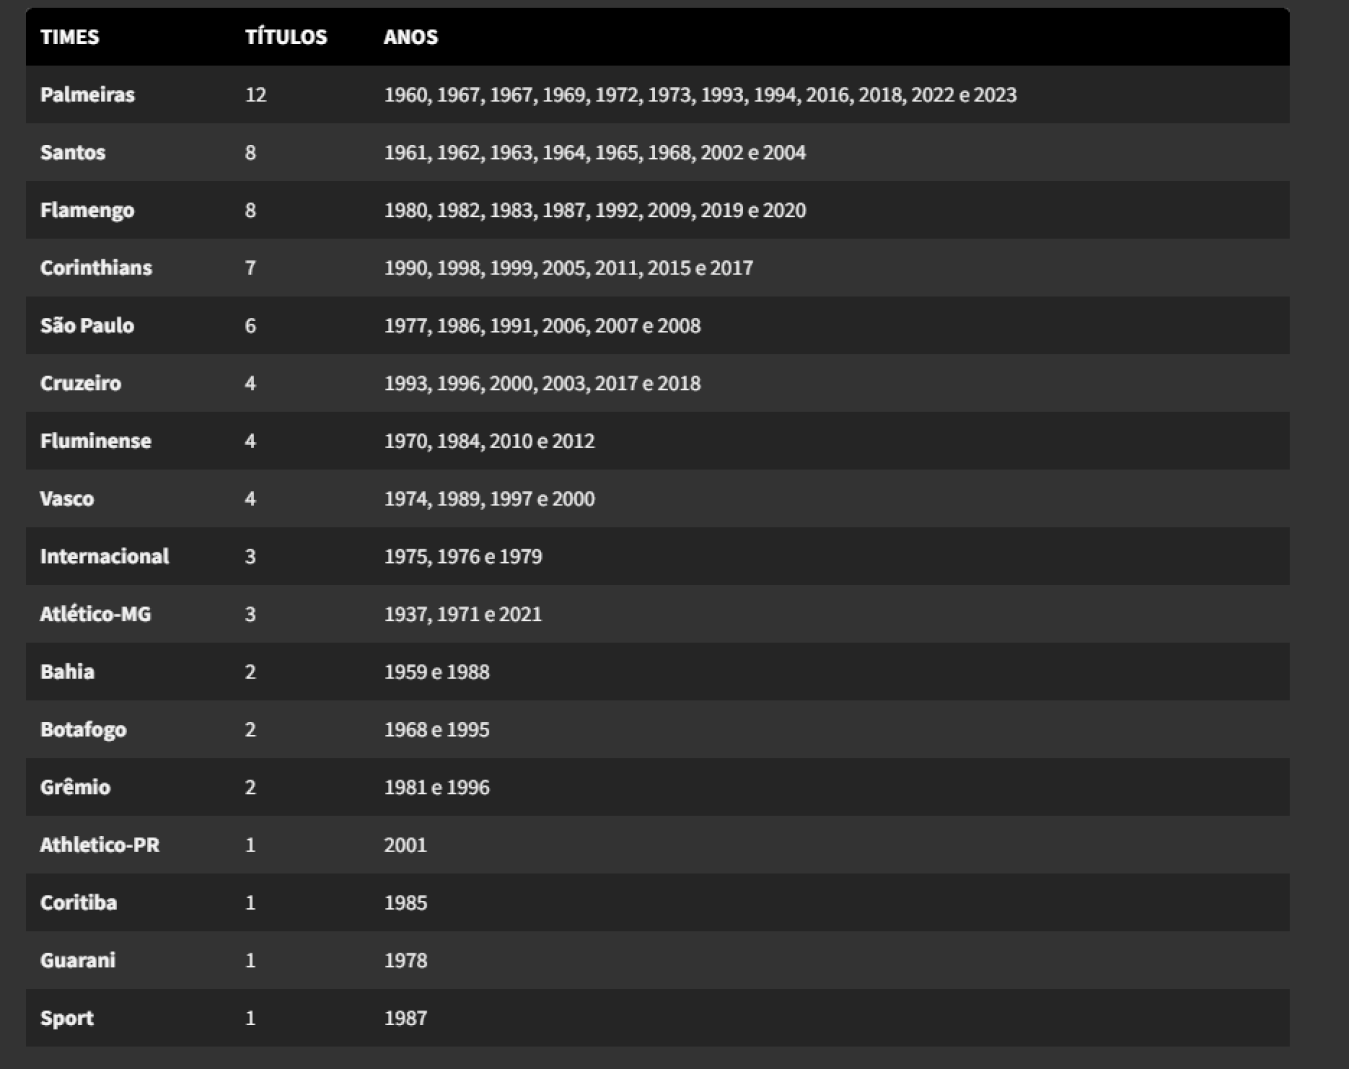 TIMES TÍTULOS ANOS
Palmeiras 12 1960, 1967, 1967, 1969, 1972, 1973, 1993, 1994, 2016, 2018, 2022 e 2023
Santos 8 1961, 1962, 1963, 1964, 1965, 1968, 2002 e 2004
Flamengo 8 1980, 1982, 1983, 1987, 1992, 2009, 2019 e 2020
Corinthians 7 1990, 1998, 1999, 2005, 2011, 2015 e 2017
São Paulo 6 1977, 1986, 1991, 2006, 2007 e 2008
Cruzeiro 4 1993, 1996, 2000, 2003, 2017 e 2018
Fluminense 4 1970, 1984, 2010 e 2012
Vasco 4 1974, 1989, 1997 e 2000
Internacional 3 1975, 1976 e 1979
Atlético-MG 3 1937, 1971 e 2021
Bahia 2 1959 e 1988
Botafogo 2 1968 e 1995
Grêmio 2 1981 e 1996
Athletico-PR 1 2001
Coritiba 1 1985
Guarani 1 1978
Sport 1 1987